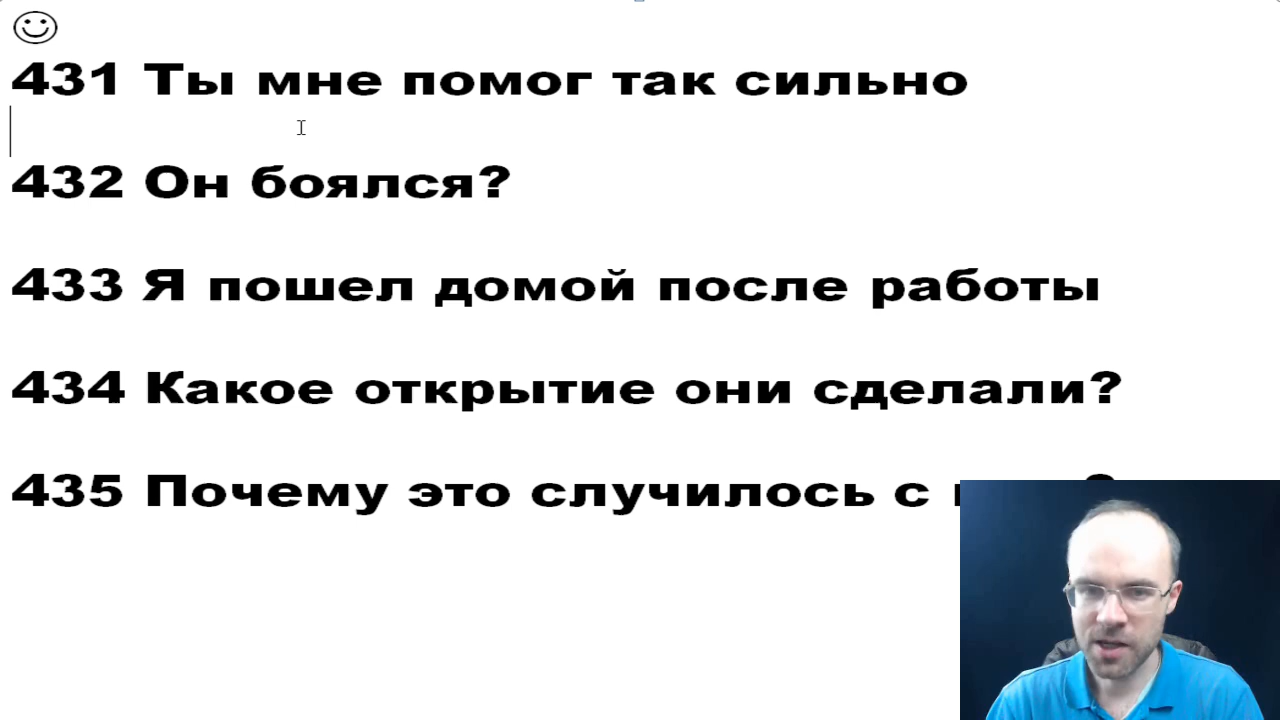 431 Ты мне помог так сильно
432 Он боялся?
433 Я пошел домой после работы
434 Какое открытие они сделали?
435 Почему это случилось с